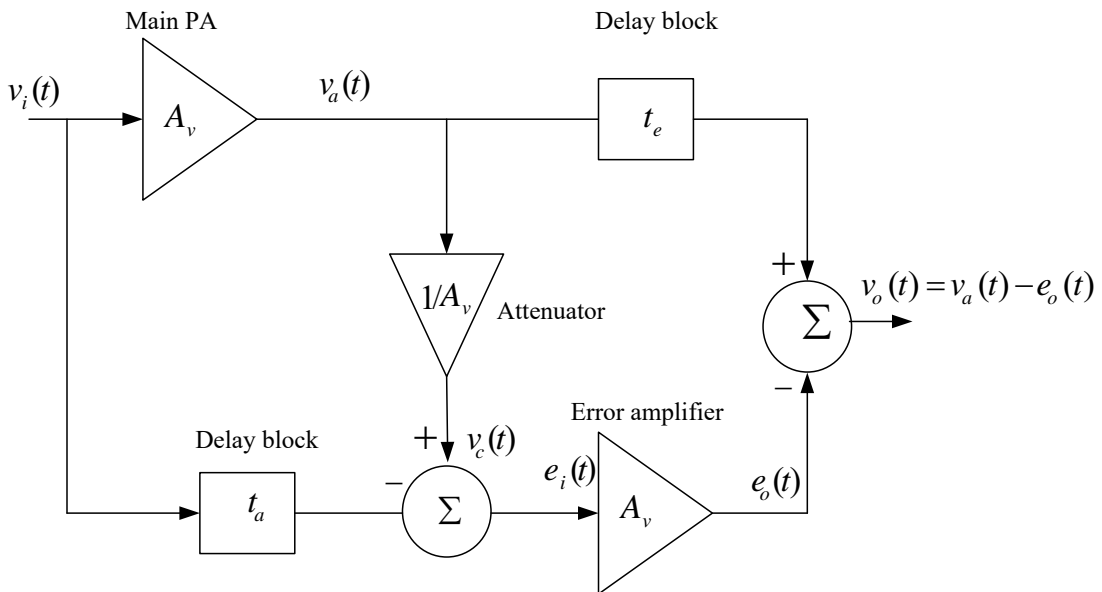 Main PA
Delay block
v_i(t)
A_v
v_a(t)
t_e
+
v_o(t) = v_a(t) – e_o(t)
1/A_v
Attenuator
Σ
–
Error amplifier
Delay block
+
v_c(t)
–
e_i(t)
e_o(t)
t_a
Σ
A_v